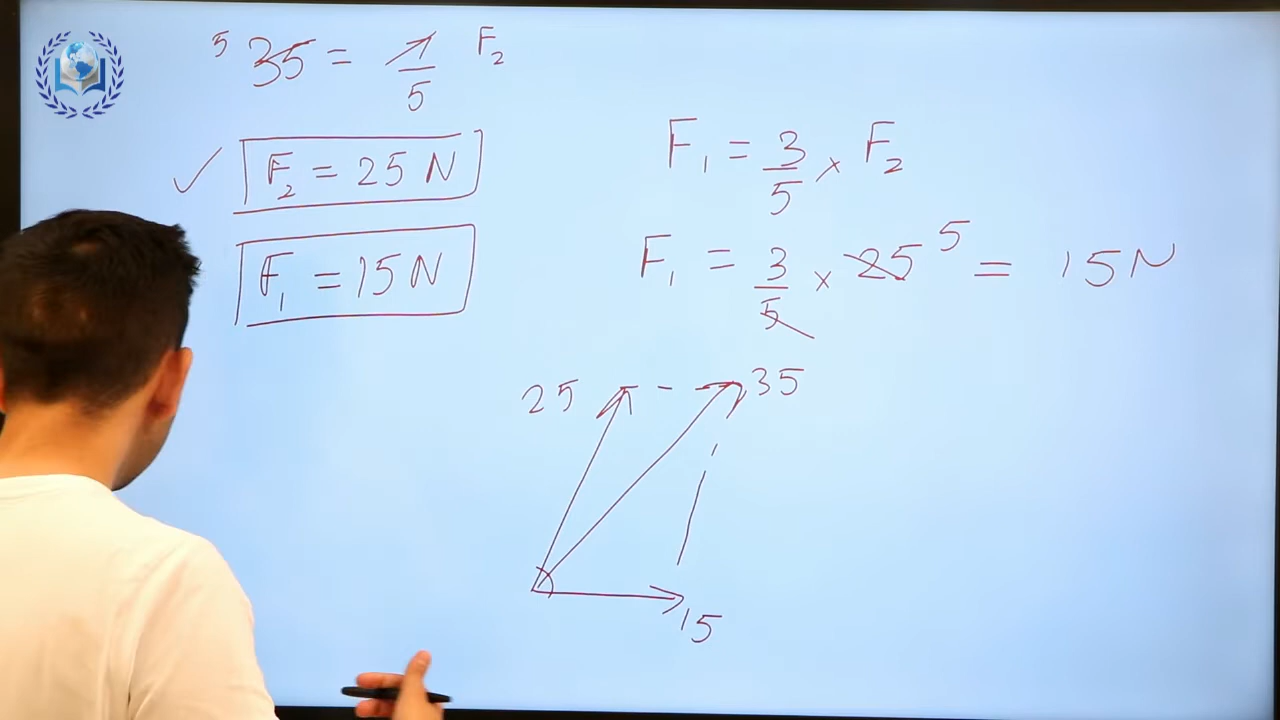 5 35 = 7/5 F₂
F₂ = 25 N
F₁ = 15 N
F₁ = 3/5 × F₂
F₁ = 3/5 × 25 5 = 15 N
25 35
15